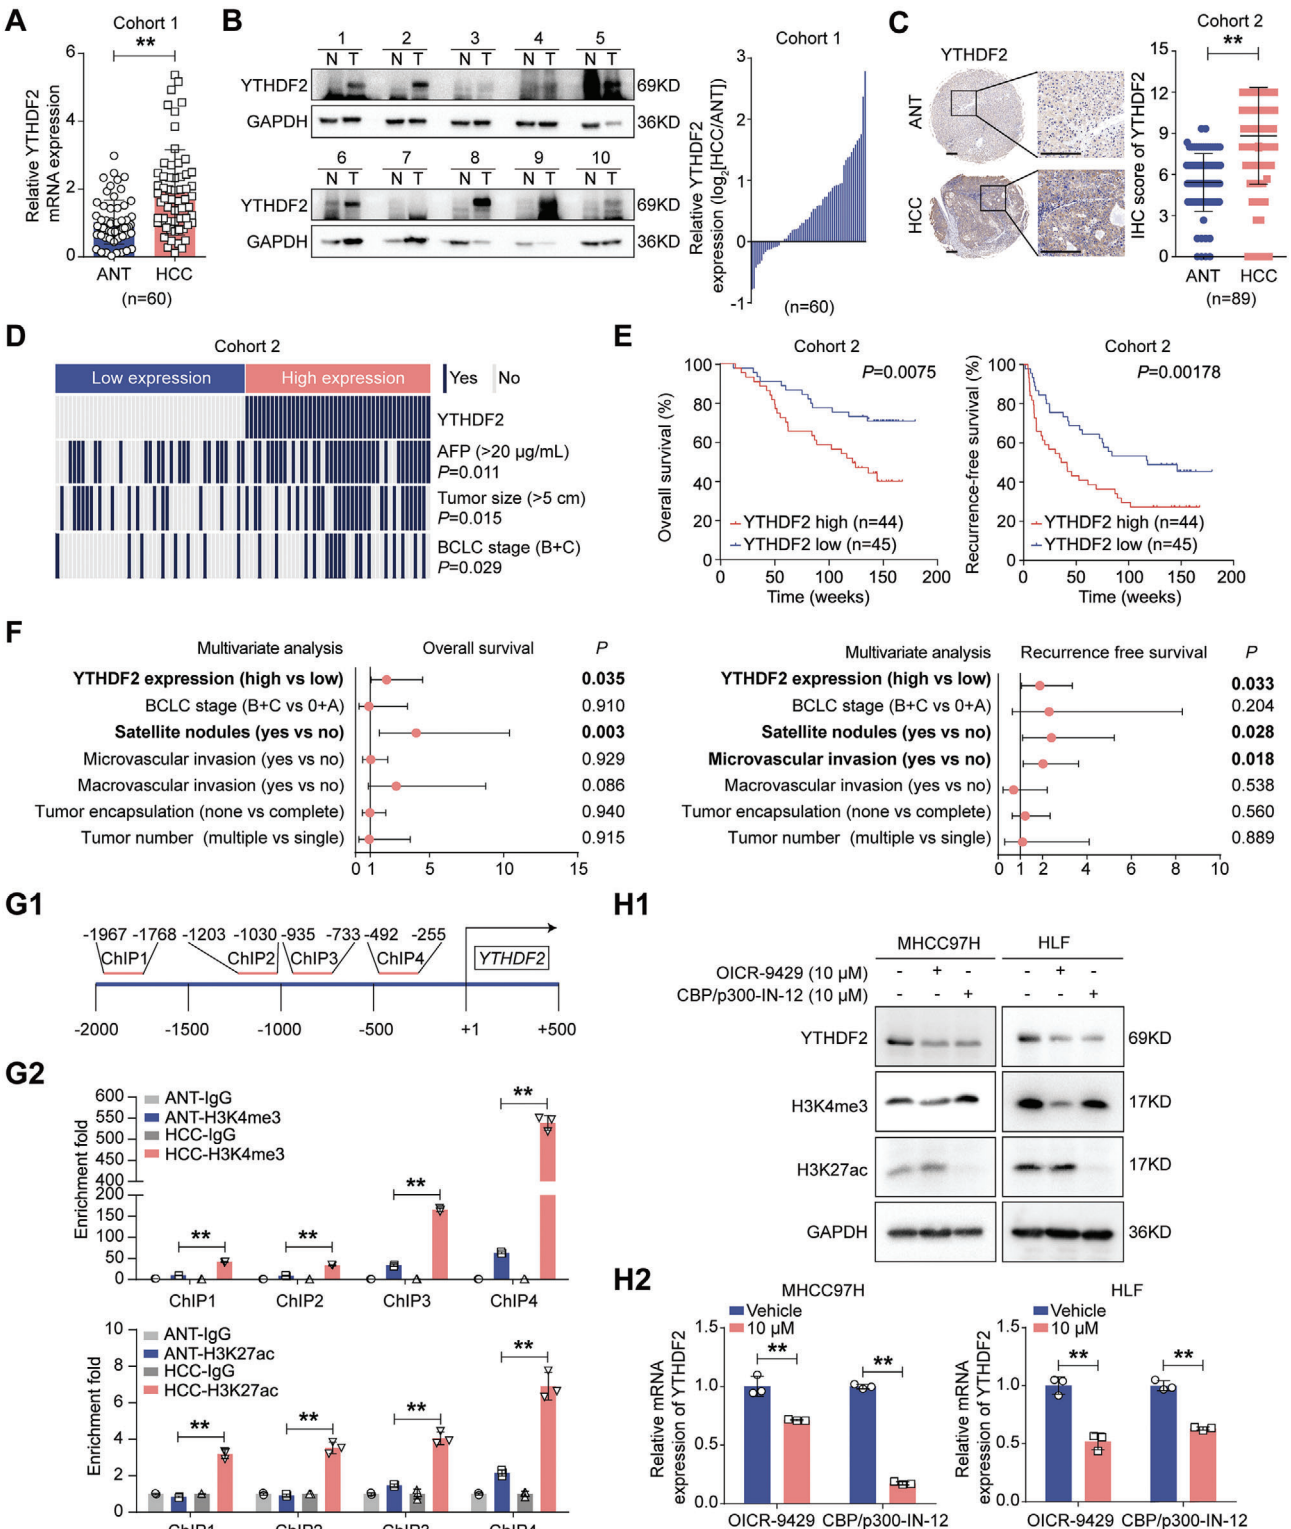 A
Cohort 1
**
Relative YTHDF2
mRNA expression
6
4
2
0
ANT
HCC
(n=60)
B
1 2 3 4 5
N T N T N T N T N T
YTHDF2
69KD
GAPDH
36KD
6 7 8 9 10
N T N T N T N T N T
YTHDF2
69KD
GAPDH
36KD
Cohort 1
Relative YTHDF2
expression (log2[HCC/ANT])
3
2
1
0
-1
(n=60)
C
YTHDF2
ANT
HCC
Cohort 2
**
IHC score of YTHDF2
15
12
9
6
3
0
ANT
HCC
(n=89)
D
Cohort 2
Low expression
High expression
Yes
No
YTHDF2
AFP (>20 μg/mL)
P=0.011
Tumor size (>5 cm)
P=0.015
BCLC stage (B+C)
P=0.029
E
Cohort 2
P=0.0075
Overall survival (%)
100
80
60
40
20
0
YTHDF2 high (n=44)
YTHDF2 low (n=45)
0 50 100 150 200
Time (weeks)
Cohort 2
P=0.00178
Recurrence-free survival (%)
100
80
60
40
20
0
YTHDF2 high (n=44)
YTHDF2 low (n=45)
0 50 100 150 200
Time (weeks)
F
Multivariate analysis Overall survival P
YTHDF2 expression (high vs low) 0.035
BCLC stage (B+C vs 0+A) 0.910
Satellite nodules (yes vs no) 0.003
Microvascular invasion (yes vs no) 0.929
Macrovascular invasion (yes vs no) 0.086
Tumor encapsulation (none vs complete) 0.940
Tumor number (multiple vs single) 0.915
0 1 5 10 15
Multivariate analysis Recurrence free survival P
YTHDF2 expression (high vs low) 0.033
BCLC stage (B+C vs 0+A) 0.204
Satellite nodules (yes vs no) 0.028
Microvascular invasion (yes vs no) 0.018
Macrovascular invasion (yes vs no) 0.538
Tumor encapsulation (none vs complete) 0.560
Tumor number (multiple vs single) 0.889
0 1 2 4 6 8 10
G1
-1967 -1768 -1203 -1030 -935 -733 -492 -255
ChIP1 ChIP2 ChIP3 ChIP4
YTHDF2
-2000 -1500 -1000 -500 +1 +500
G2
Enrichment fold
600
550
500
450
400
200
150
100
50
0
ANT-IgG
ANT-H3K4me3
HCC-IgG
HCC-H3K4me3
** ** ** **
ChIP1 ChIP2 ChIP3 ChIP4
Enrichment fold
10
8
6
4
2
0
ANT-IgG
ANT-H3K27ac
HCC-IgG
HCC-H3K27ac
** ** ** **
ChIP1 ChIP2 ChIP3 ChIP4
H1
MHCC97H HLF
OICR-9429 (10 μM) - + - - + -
CBP/p300-IN-12 (10 μM) - - + - - +
YTHDF2 69KD
H3K4me3 17KD
H3K27ac 17KD
GAPDH 36KD
H2
MHCC97H
Vehicle
10 μM
Relative mRNA
expression of YTHDF2
1.5
1.0
0.5
0.0
** **
OICR-9429 CBP/p300-IN-12
HLF
Vehicle
10 μM
Relative mRNA
expression of YTHDF2
1.5
1.0
0.5
0.0
** **
OICR-9429 CBP/p300-IN-12